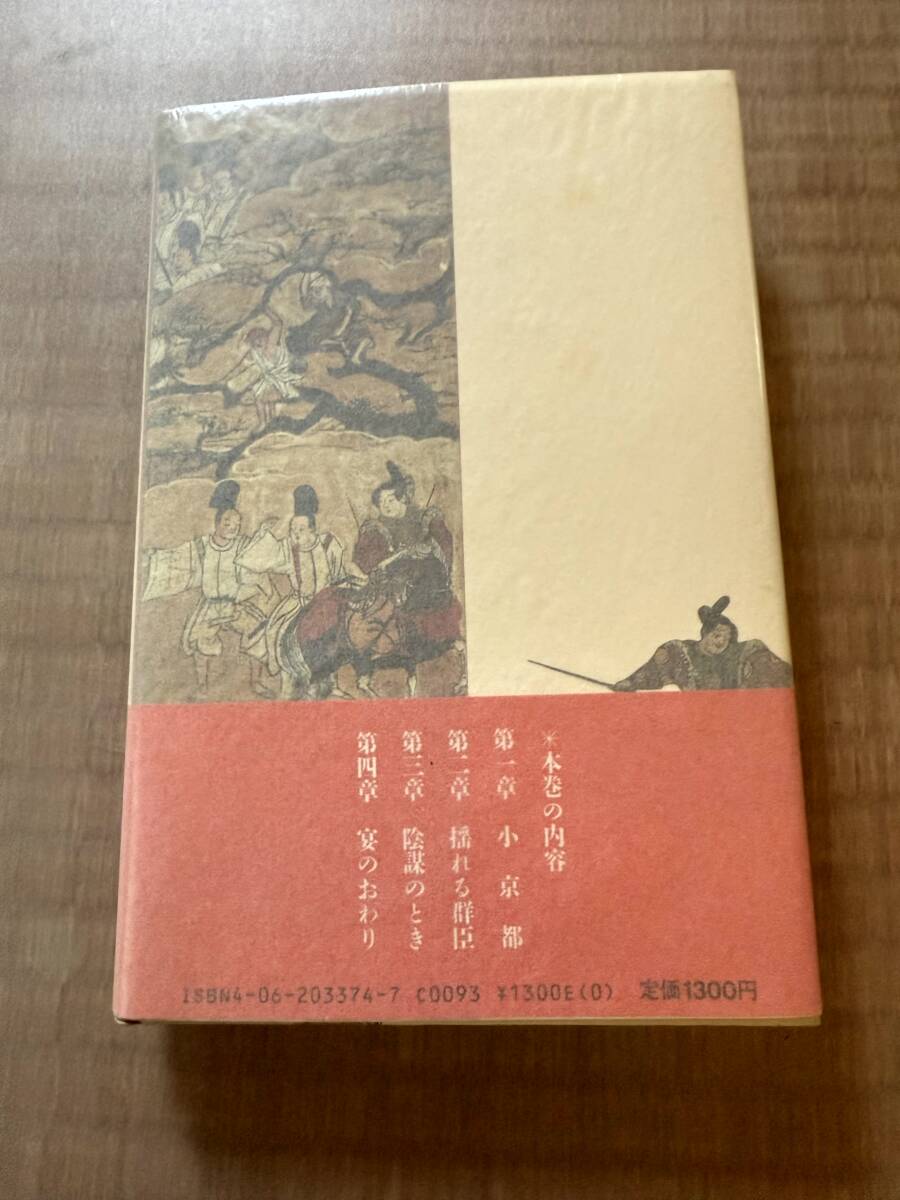 ＊本巻の内容
第一章　小京都
第二章　揺れる群臣
第三章　陰謀のとき
第四章　宴のおわり
ISBN4-06-203374-7 C0093 ¥1300E(0) 定価1300円